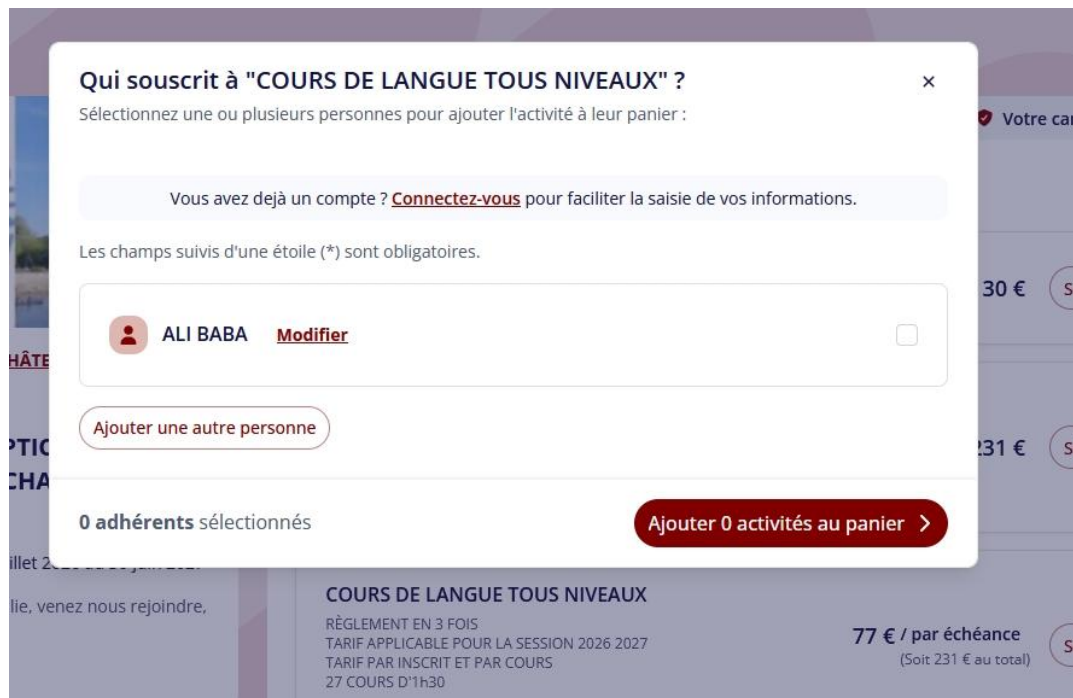 Qui souscrit à "COURS DE LANGUE TOUS NIVEAUX" ?
Sélectionnez une ou plusieurs personnes pour ajouter l'activité à leur panier :
Votre
Vous avez dejà un compte ? Connectez-vous pour faciliter la saisie de vos informations.
Les champs suivis d'une étoile (*) sont obligatoires.
30 €
ALI BABA Modifier
Ajouter une autre personne
231 €
0 adhérents sélectionnés
Ajouter 0 activités au panier
lie, venez nous rejoindre,
COURS DE LANGUE TOUS NIVEAUX
RÈGLEMENT EN 3 FOIS
TARIF APPLICABLE POUR LA SESSION 2026 2027
TARIF PAR INSCRIT ET PAR COURS
27 COURS D'1h30
77 € / par échéance
(Soit 231 € au total)